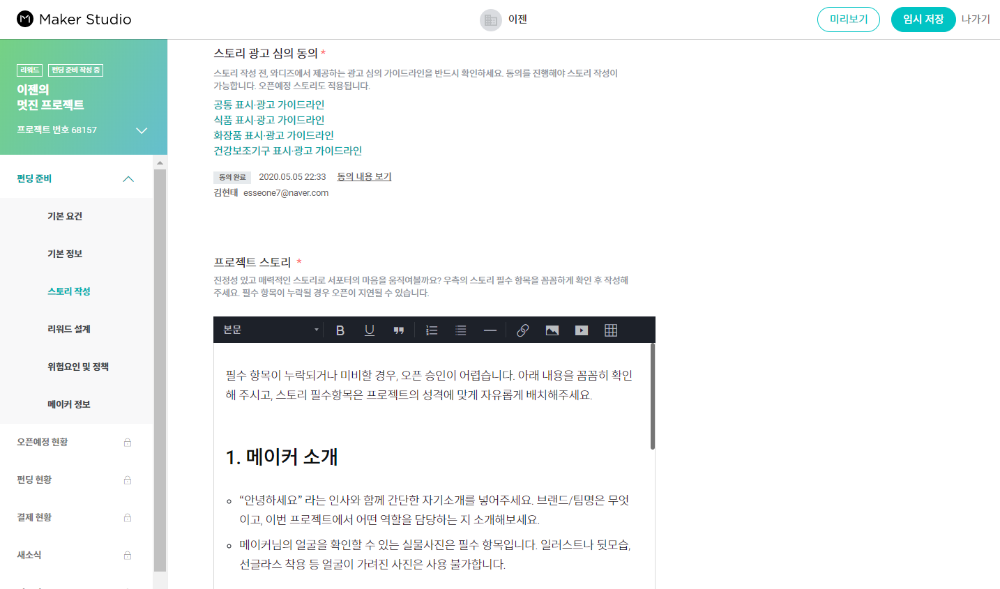 Maker Studio
이젠
미리보기
임시 저장
나가기
리워드
펀딩 준비 작성 중
이젠의
멋진 프로젝트
프로젝트 번호 68157
펀딩 준비
기본 요건
기본 정보
스토리 작성
리워드 설계
위험요인 및 정책
메이커 정보
오픈예정 현황
펀딩 현황
결제 현황
새소식
스토리 광고 심의 동의 *
스토리 작성 전, 와디즈에서 제공하는 광고 심의 가이드라인을 반드시 확인하세요. 동의를 진행해야 스토리 작성이
가능합니다. 오픈예정 스토리도 적용됩니다.
공통 표시·광고 가이드라인
식품 표시·광고 가이드라인
화장품 표시·광고 가이드라인
건강보조기구 표시·광고 가이드라인
동의 완료 2020.05.05 22:33 동의 내용 보기
김현태 esseone7@naver.com
프로젝트 스토리 *
진정성 있고 매력적인 스토리로 서포터의 마음을 움직여볼까요? 우측의 스토리 필수 항목을 꼼꼼하게 확인 후 작성해
주세요. 필수 항목이 누락될 경우 오픈이 지연될 수 있습니다.
본문
필수 항목이 누락되거나 미비할 경우, 오픈 승인이 어렵습니다. 아래 내용을 꼼꼼히 확인
해 주시고, 스토리 필수항목은 프로젝트의 성격에 맞게 자유롭게 배치해주세요.
1. 메이커 소개
“안녕하세요” 라는 인사와 함께 간단한 자기소개를 넣어주세요. 브랜드/팀명은 무엇
이고, 이번 프로젝트에서 어떤 역할을 담당하는 지 소개해보세요.
메이커님의 얼굴을 확인할 수 있는 실물사진은 필수 항목입니다. 일러스트나 뒷모습,
선글라스 착용 등 얼굴이 가려진 사진은 사용 불가합니다.